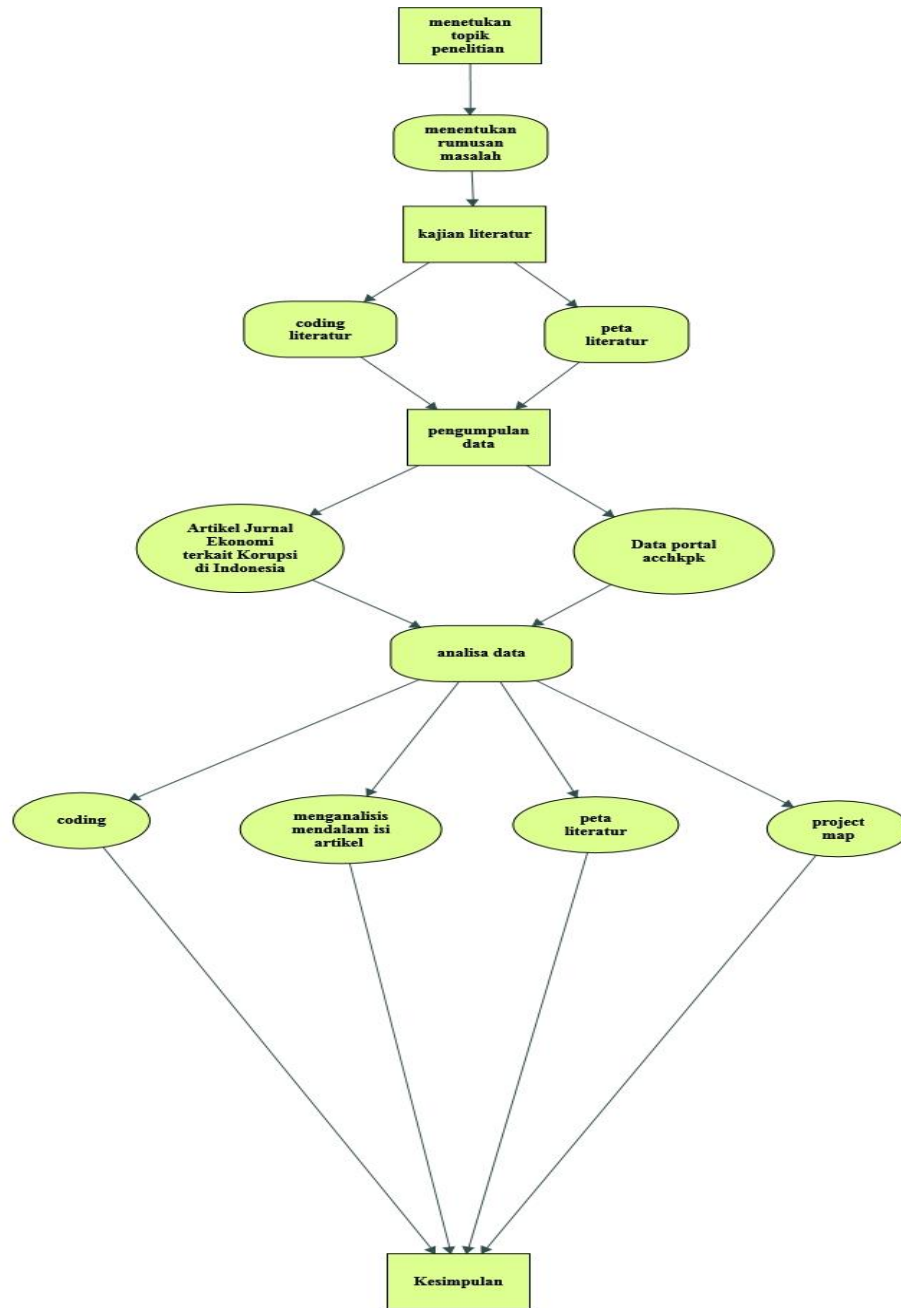 menetukan
topik
penelitian
menentukan
rumusan
masalah
kajian literatur
coding
literatur
peta
literatur
pengumpulan
data
Artikel Jurnal
Ekonomi
terkait Korupsi
di Indonesia
Data portal
acchkpk
analisa data
coding
menganalisis
mendalam isi
artikel
peta
literatur
project
map
Kesimpulan